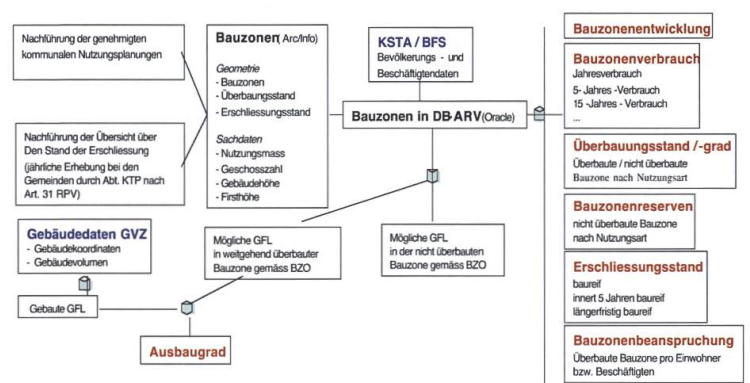 Nachführung der genehmigten
kommunalen Nutzungsplanungen
Nachführung der Übersicht über
Den Stand der Erschliessung
(jährliche Erhebung bei den
Gemeinden durch Abt. KTP nach
Art. 31 RPV)
Gebäudedaten GVZ
- Gebäudekoordinaten
- Gebäudevolumen
Gebaute GFL
Bauzonen (Arc/Info)
Geometrie
- Bauzonen
- Überbauungsstand
- Erschliessungsstand
Sachdaten
- Nutzungsmass
- Geschosszahl
- Gebäudehöhe
- Firsthöhe
KSTA / BFS
Bevölkerungs - und
Beschäftigtendaten
Bauzonen in DB-ARV (Oracle)
Mögliche GFL
in weitgehend überbauter
Bauzone gemäss BZO
Mögliche GFL
in der nicht überbauten
Bauzone gemäss BZO
Ausbaugrad
Bauzonenentwicklung
Bauzonenverbrauch
Jahresverbrauch
5- Jahres -Verbrauch
15 -Jahres - Verbrauch
...
Überbauungsstand /-grad
Überbaute / nicht überbaute
Bauzone nach Nutzungsart
Bauzonenreserven
nicht überbaute Bauzone
nach Nutzungsart
Erschliessungsstand
baureif
innert 5 Jahren baureif
längerfristig baureif
Bauzonenbeanspruchung
Überbaute Bauzone pro Einwohner
bzw. Beschäftigten